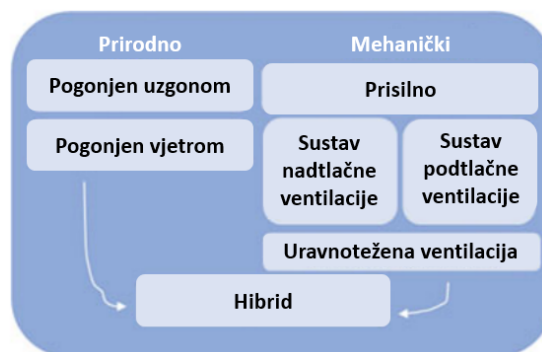 Prirodno
Mehanički
Pogonjen uzgonom
Prisilno
Pogonjen vjetrom
Sustav
nadtlačne
ventilacije
Sustav
podtlačne
ventilacije
Uravnotežena ventilacija
Hibrid